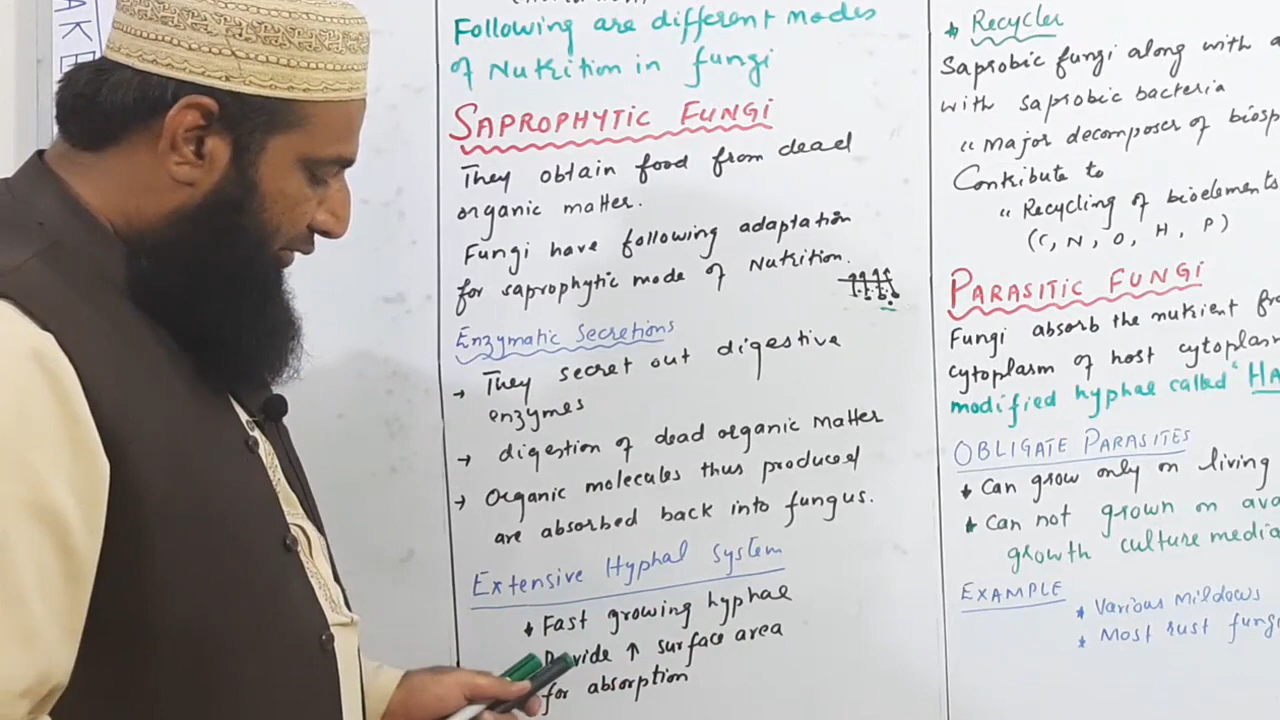 Following are different modes
of Nutrition in fungi
SAPROPHYTIC FUNGI
They obtain food from dead
organic matter.
Fungi have following adaptation
for saprophytic mode of Nutrition.
Enzymatic Secretions
→ They secret out digestive
enzymes
→ digestion of dead organic matter
→ Organic molecules thus produced
are absorbed back into fungus.
Extensive Hyphal System
Fast growing hyphae
↑ surface area
for absorption
* Recycler
Saprobic fungi along with a
with saprobic bacteria
" Major decomposer of biosp
Contribute to
" Recycling of bioelements
(C, N, O, H, P)
PARASITIC FUNGI
Fungi absorb the nutrient fr
cytoplasm of host cytoplasm
modified hyphae called "HA
OBLIGATE PARASITES
* Can grow only on living
* Can not grown on ava
growth culture media
EXAMPLE
* Various Mildews
* Most rust fungi